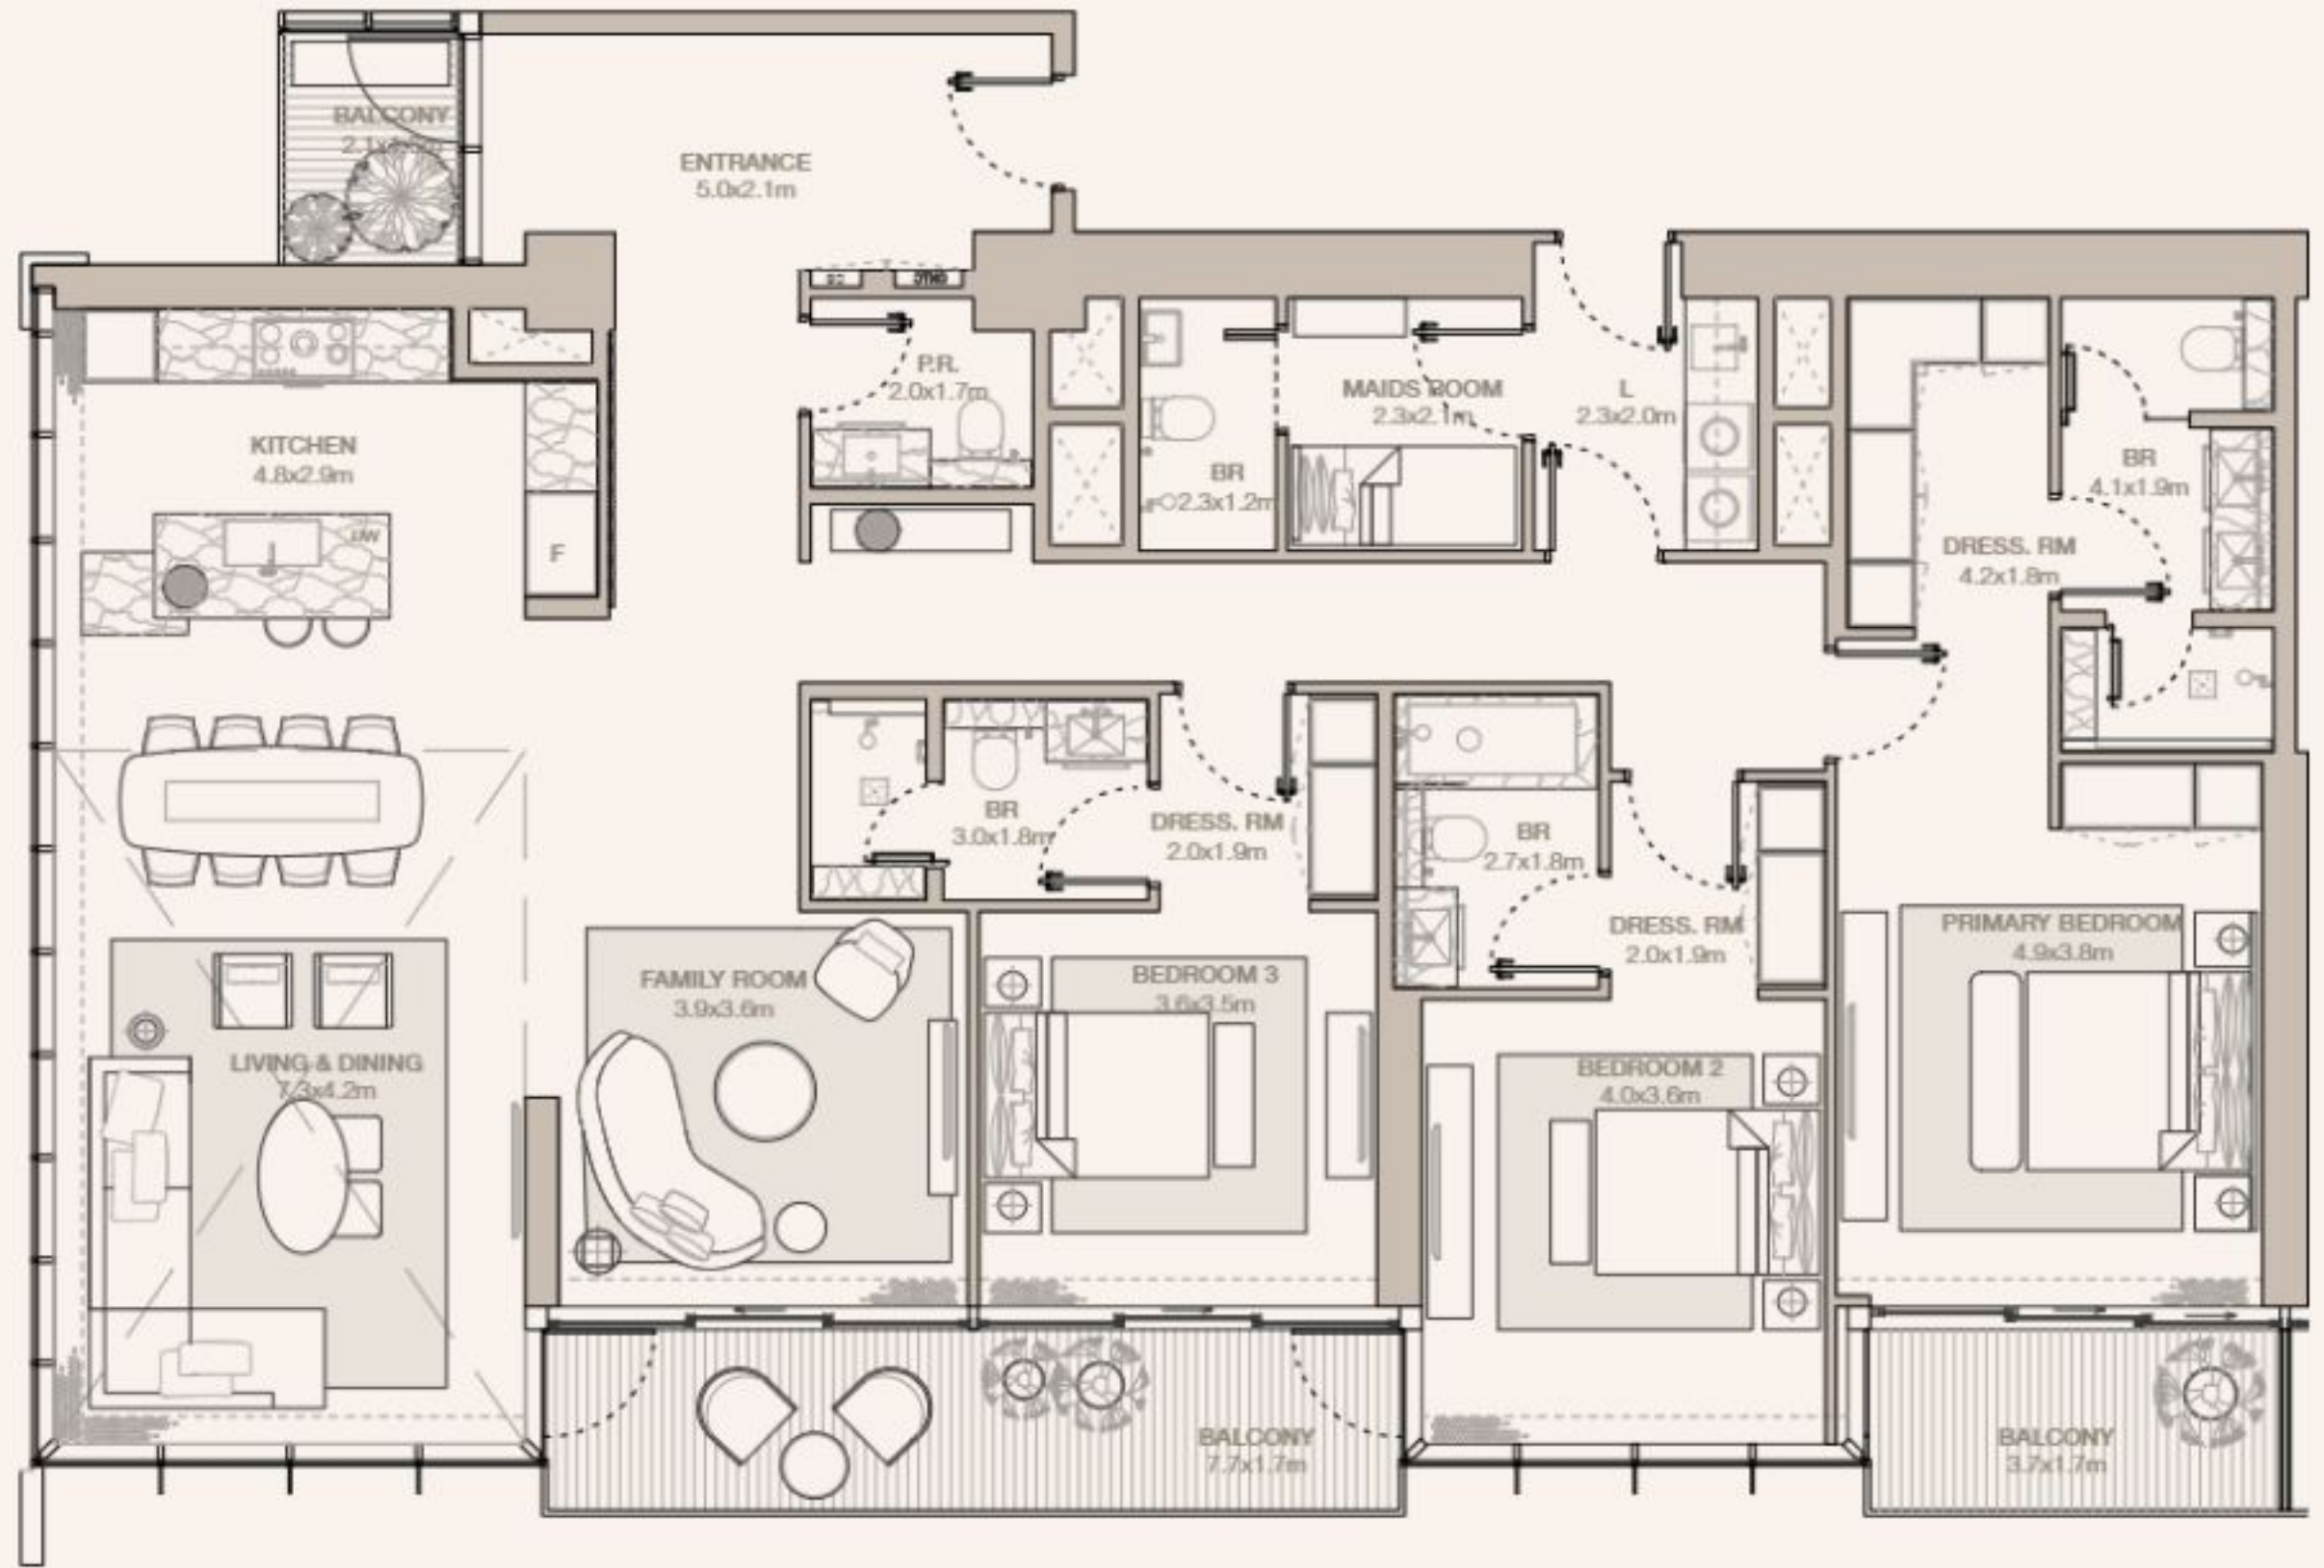 BALCONY
ENTRANCE
5.0x2.1m
P.R.
2.0x1.7m
MAIDS ROOM
2.3x2.1m
L
2.3x2.0m
KITCHEN
4.8x2.9m
DW
F
BR
2.3x1.2m
BR
4.1x1.9m
DRESS. RM
4.2x1.8m
BR
3.0x1.8m
DRESS. RM
2.0x1.9m
BR
2.7x1.8m
DRESS. RM
2.0x1.9m
PRIMARY BEDROOM
4.9x3.8m
FAMILY ROOM
3.9x3.6m
BEDROOM 3
3.6x3.5m
LIVING & DINING
7.3x4.2m
BEDROOM 2
4.0x3.6m
BALCONY
7.7x1.7m
BALCONY
3.7x1.7m